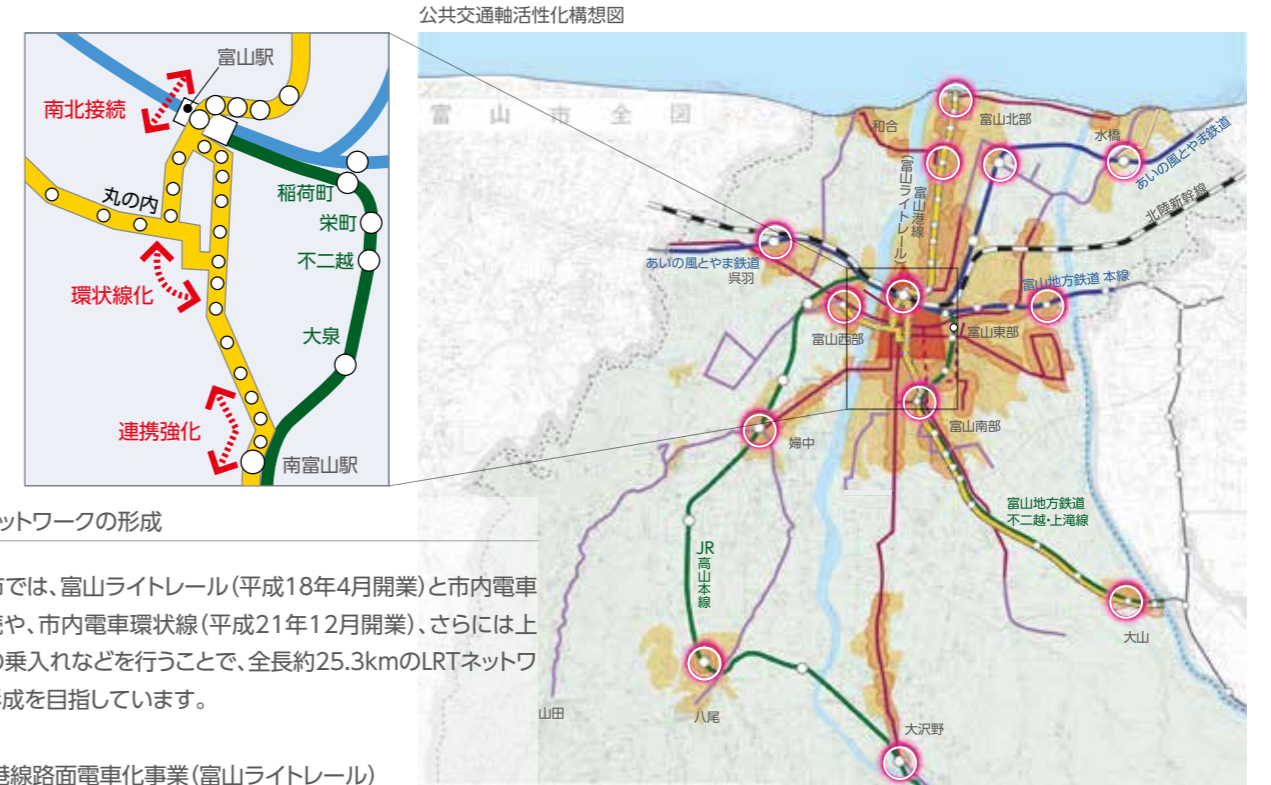 公共交通軸活性化構想図
富山駅
南北接続
稲荷町
丸の内
栄町
不二越
環状線化
大泉
連携強化
南富山駅
富山市全図
和合
富山北部
水橋
あいの風とやま鉄道
富山港線
(富山ライトレール)
北陸新幹線
あいの風とやま鉄道
呉羽
富山地方鉄道 本線
富山西部
富山東部
富山南部
婦中
富山地方鉄道
不二越・上滝線
JR
高山本線
大山
山田
八尾
大沢野
ットワークの形成
市では、富山ライトレール(平成18年4月開業)と市内電車
や、市内電車環状線(平成21年12月開業)、さらには上
の乗入れなどを行うことで、全長約25.3kmのLRTネットワ
形成を目指しています。
港線路面電車化事業(富山ライトレール)